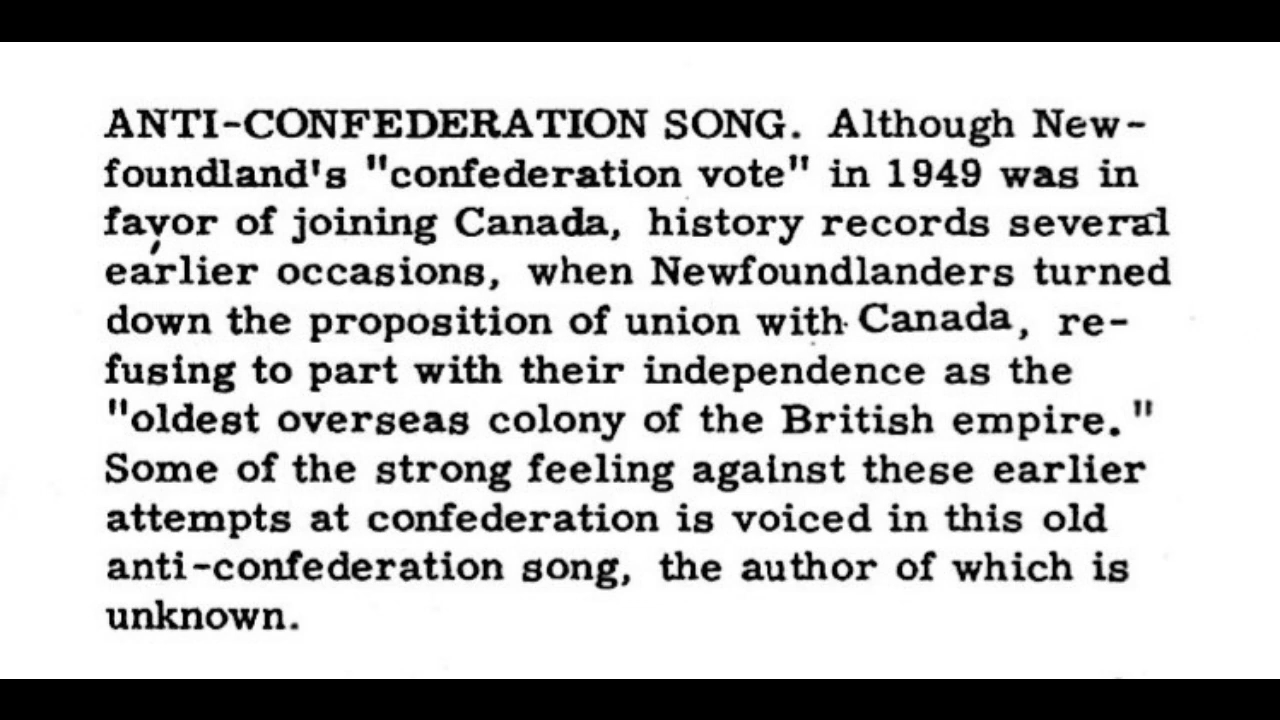 ANTI-CONFEDERATION SONG. Although New-
foundland's "confederation vote" in 1949 was in
favor of joining Canada, history records several
earlier occasions, when Newfoundlanders turned
down the proposition of union with Canada, re-
fusing to part with their independence as the
"oldest overseas colony of the British empire."
Some of the strong feeling against these earlier
attempts at confederation is voiced in this old
anti-confederation song, the author of which is
unknown.